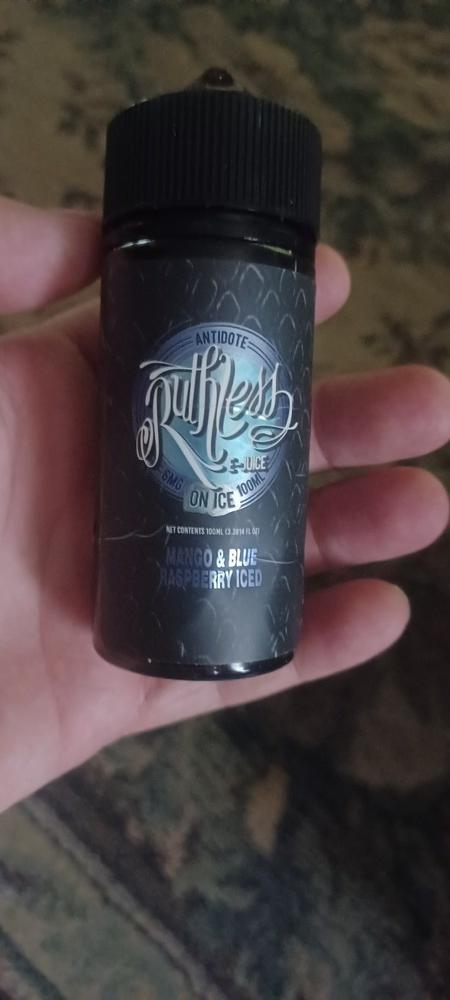 ANTIDOTE
Ruthless
E-JUICE
6MG ON ICE 100ML
NET CONTENTS 100ML (3.3814 FL OZ)
MANGO & BLUE
RASPBERRY ICED